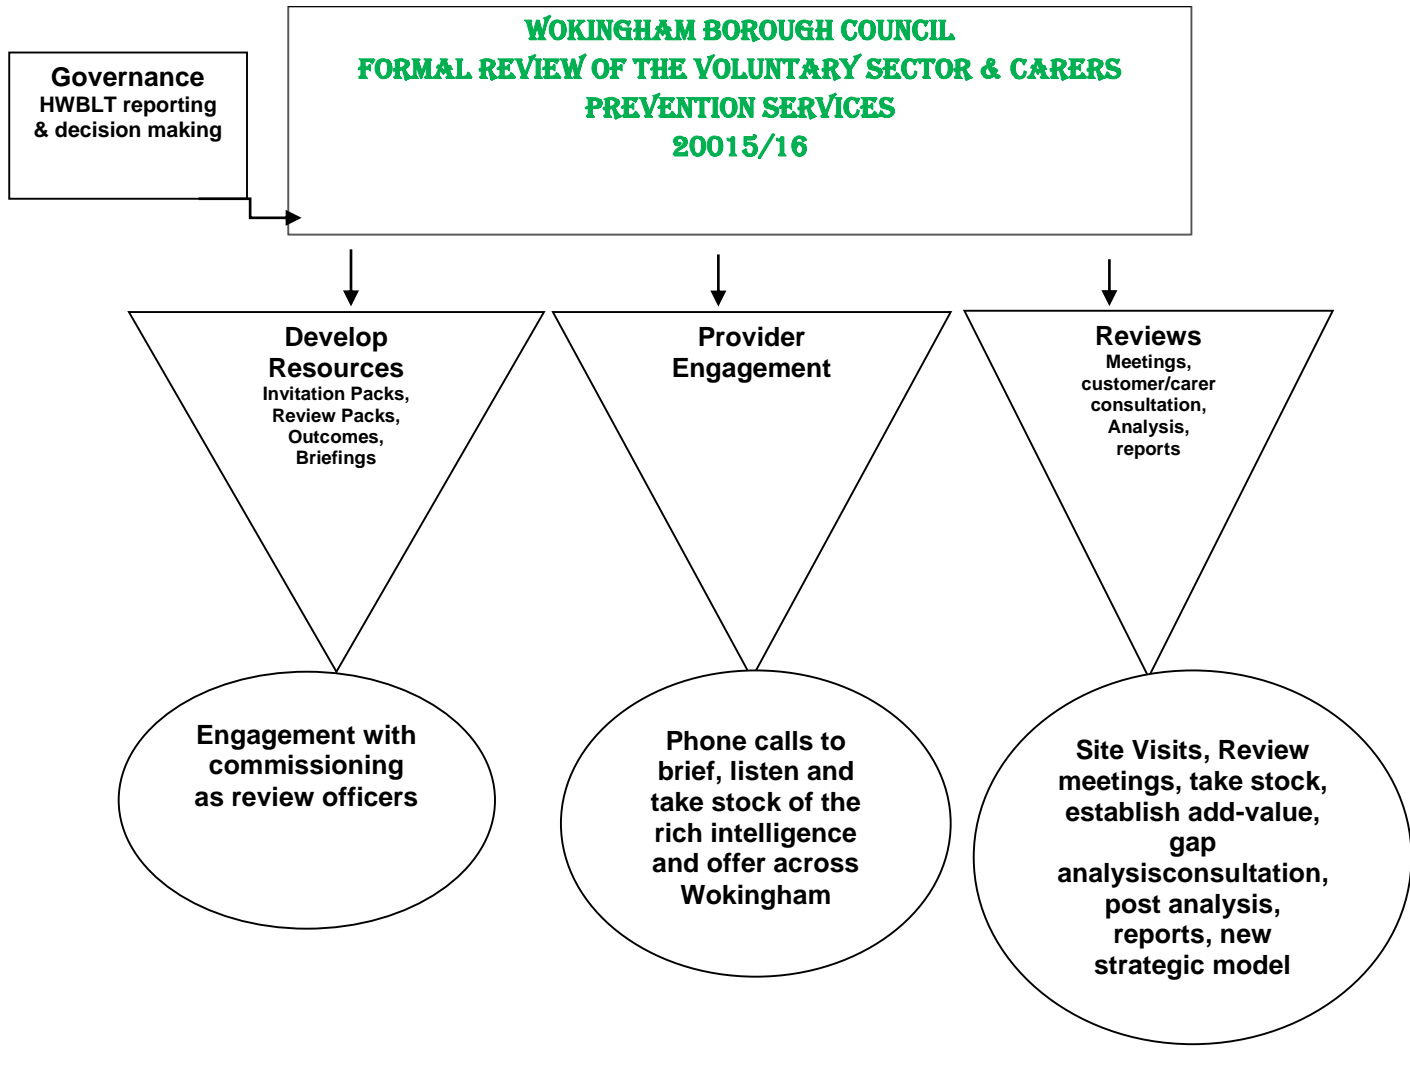 WOKINGHAM BOROUGH COUNCIL
FORMAL REVIEW OF THE VOLUNTARY SECTOR & CARERS
PREVENTION SERVICES
20015/16
Governance
HWBLT reporting
& decision making
Develop
Resources
Invitation Packs,
Review Packs,
Outcomes,
Briefings
Provider
Engagement
Reviews
Meetings,
customer/carer
consultation,
Analysis,
reports
Engagement with
commissioning
as review officers
Phone calls to
brief, listen and
take stock of the
rich intelligence
and offer across
Wokingham
Site Visits, Review
meetings, take stock,
establish add-value,
gap
analysisconsultation,
post analysis,
reports, new
strategic model